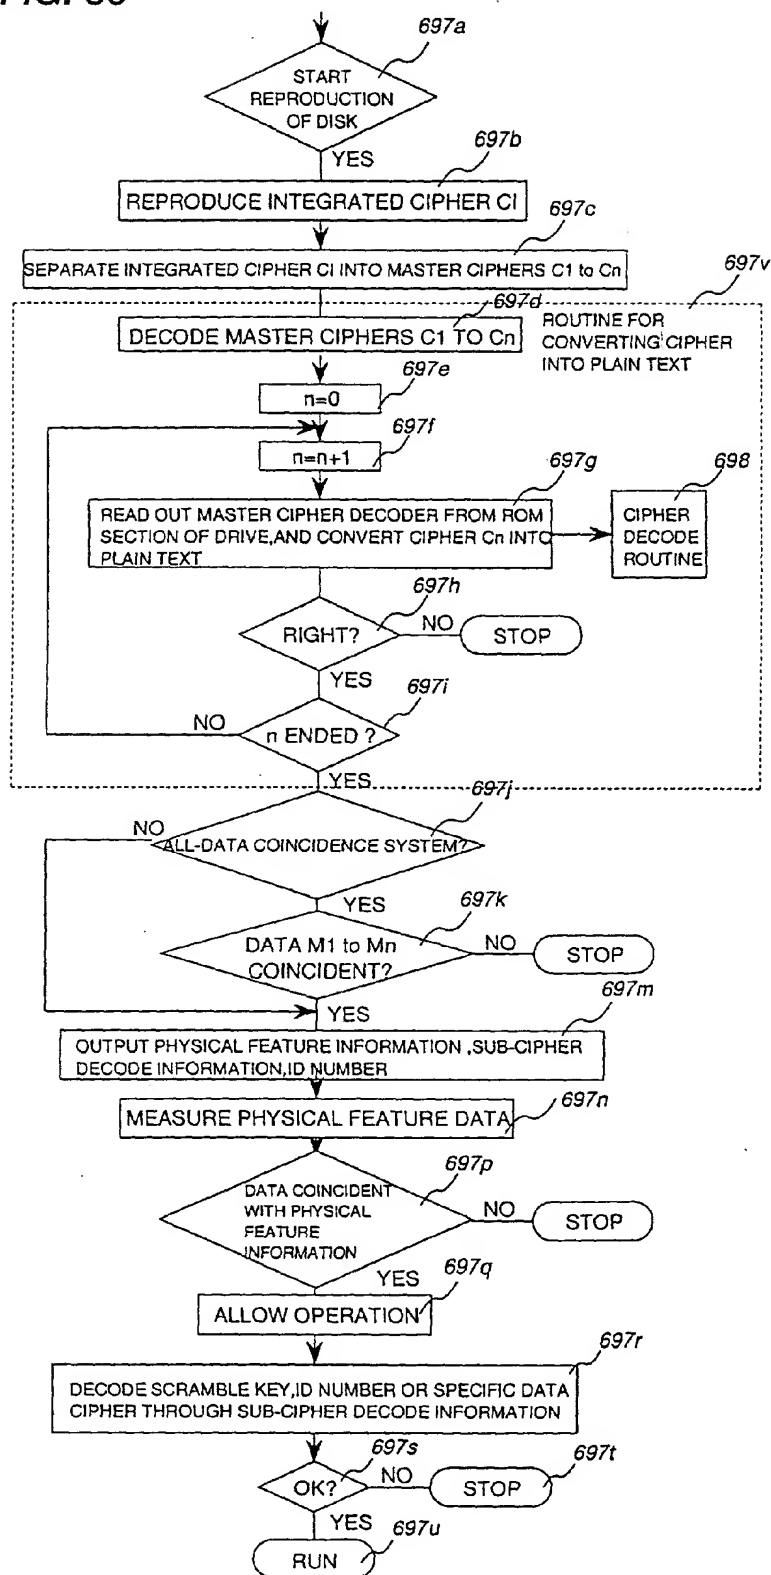 697a
START
REPRODUCTION
OF DISK
YES
697b
REPRODUCE INTEGRATED CIPHER CI
697c
SEPARATE INTEGRATED CIPHER CI INTO MASTER CIPHERS C1 to Cn
697v
697d
DECODE MASTER CIPHERS C1 TO Cn
ROUTINE FOR
CONVERTING CIPHER
INTO PLAIN TEXT
697e
n=0
697f
n=n+1
697g
698
READ OUT MASTER CIPHER DECODER FROM ROM
SECTION OF DRIVE,AND CONVERT CIPHER Cn INTO
PLAIN TEXT
CIPHER
DECODE
ROUTINE
697h
RIGHT?
NO
STOP
YES
697i
NO
n ENDED ?
YES
697j
NO
ALL-DATA COINCIDENCE SYSTEM?
YES
697k
DATA M1 to Mn
COINCIDENT?
NO
STOP
697m
YES
OUTPUT PHYSICAL FEATURE INFORMATION ,SUB-CIPHER
DECODE INFORMATION,ID NUMBER
697n
MEASURE PHYSICAL FEATURE DATA
697p
DATA COINCIDENT
WITH PHYSICAL
FEATURE
INFORMATION
NO
STOP
YES
697q
ALLOW OPERATION
697r
DECODE SCRAMBLE KEY,ID NUMBER OR SPECIFIC DATA
CIPHER THROUGH SUB-CIPHER DECODE INFORMATION
697s
697t
OK?
NO
STOP
YES
697u
RUN